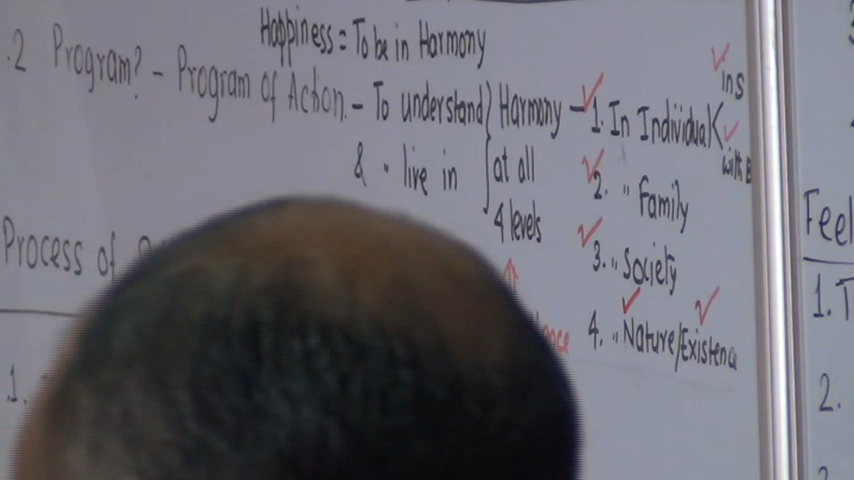 Happiness = To be in Harmony
.2 Program? - Program of Action. - To understand } Harmony - 1. In Individual < ins
with B
& " live in at all
2. " Family
4 levels
3. " Society
4. " Nature/Existence
Process of
1.
Feel
1. T
2.